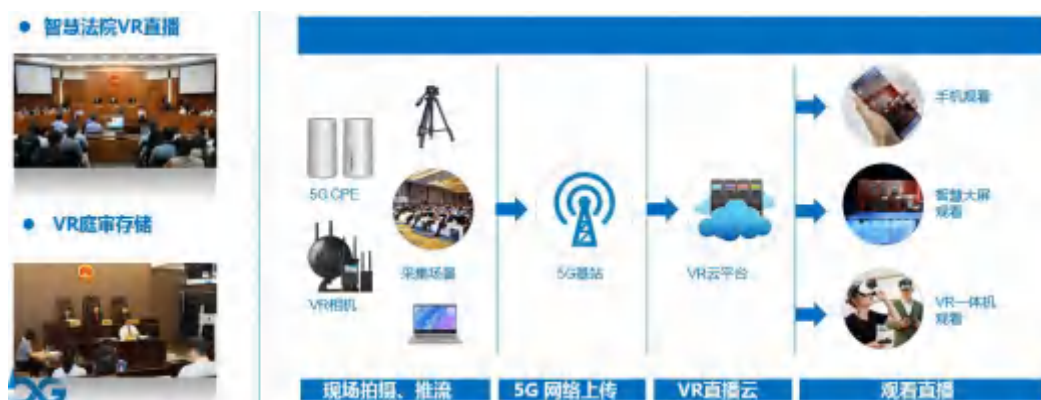 智慧法院VR直播
VR庭审存储
5G CPE
VR相机
采集场景
5G基站
VR云平台
手机观看
智慧大屏
观看
VR一体机
观看
现场拍摄、推流
5G 网络上传
VR直播云
观看直播